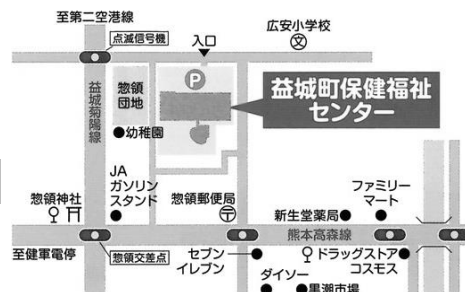 至第二空港線
点滅信号機
入口
広安小学校
文
P
益城町保健福祉
センター
惣領
団地
益城菊陽線
幼稚園
JA
ガソリン
スタンド
惣領神社
惣領郵便局
〒
新生堂薬局
ファミリー
マート
熊本高森線
至健軍電停
惣領交差点
セブン
イレブン
ドラッグストア
コスモス
ダイソー
黒潮市場